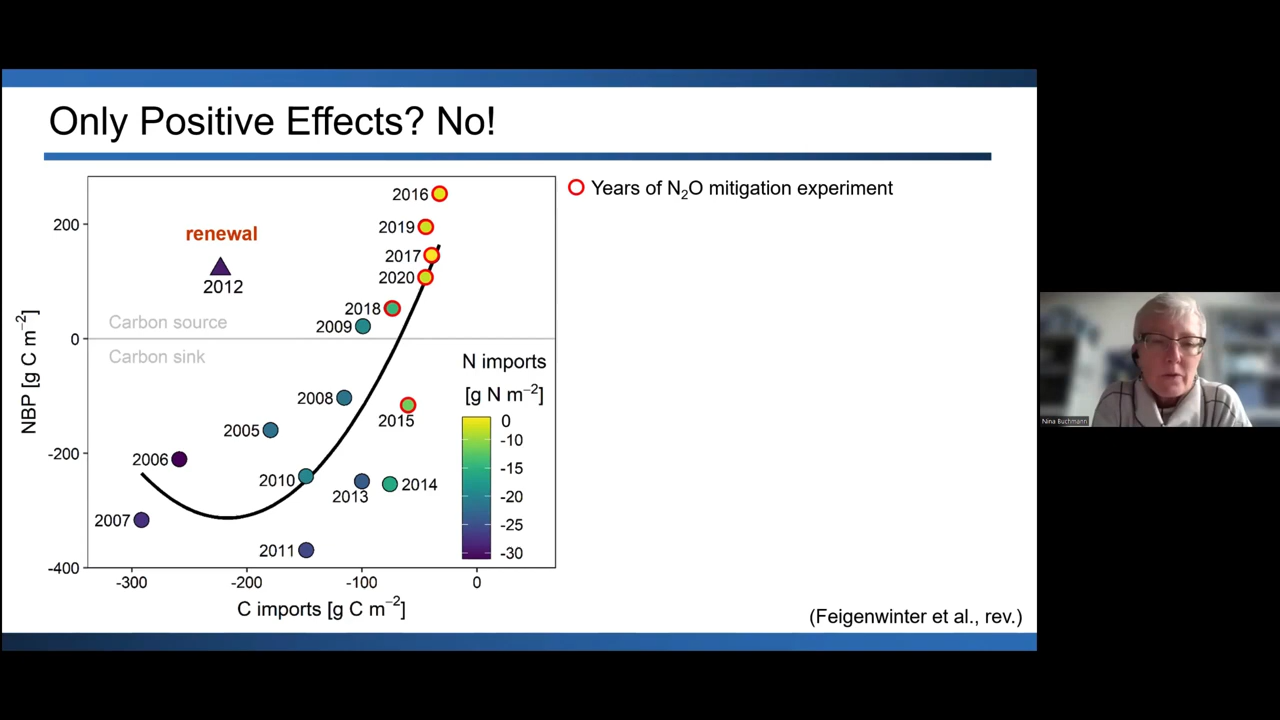 Only Positive Effects? No!
Years of N₂O mitigation experiment
NBP [g C m⁻²]
200
0
-200
-400
renewal
2012
Carbon source
Carbon sink
2016
2019
2017
2020
2018
2009
2008
2015
2005
2006
2010
2013
2014
2007
2011
N imports
[g N m⁻²]
0
-10
-15
-20
-25
-30
-300 -200 -100 0
C imports [g C m⁻²]
(Feigenwinter et al., rev.)
Nina Buchmann